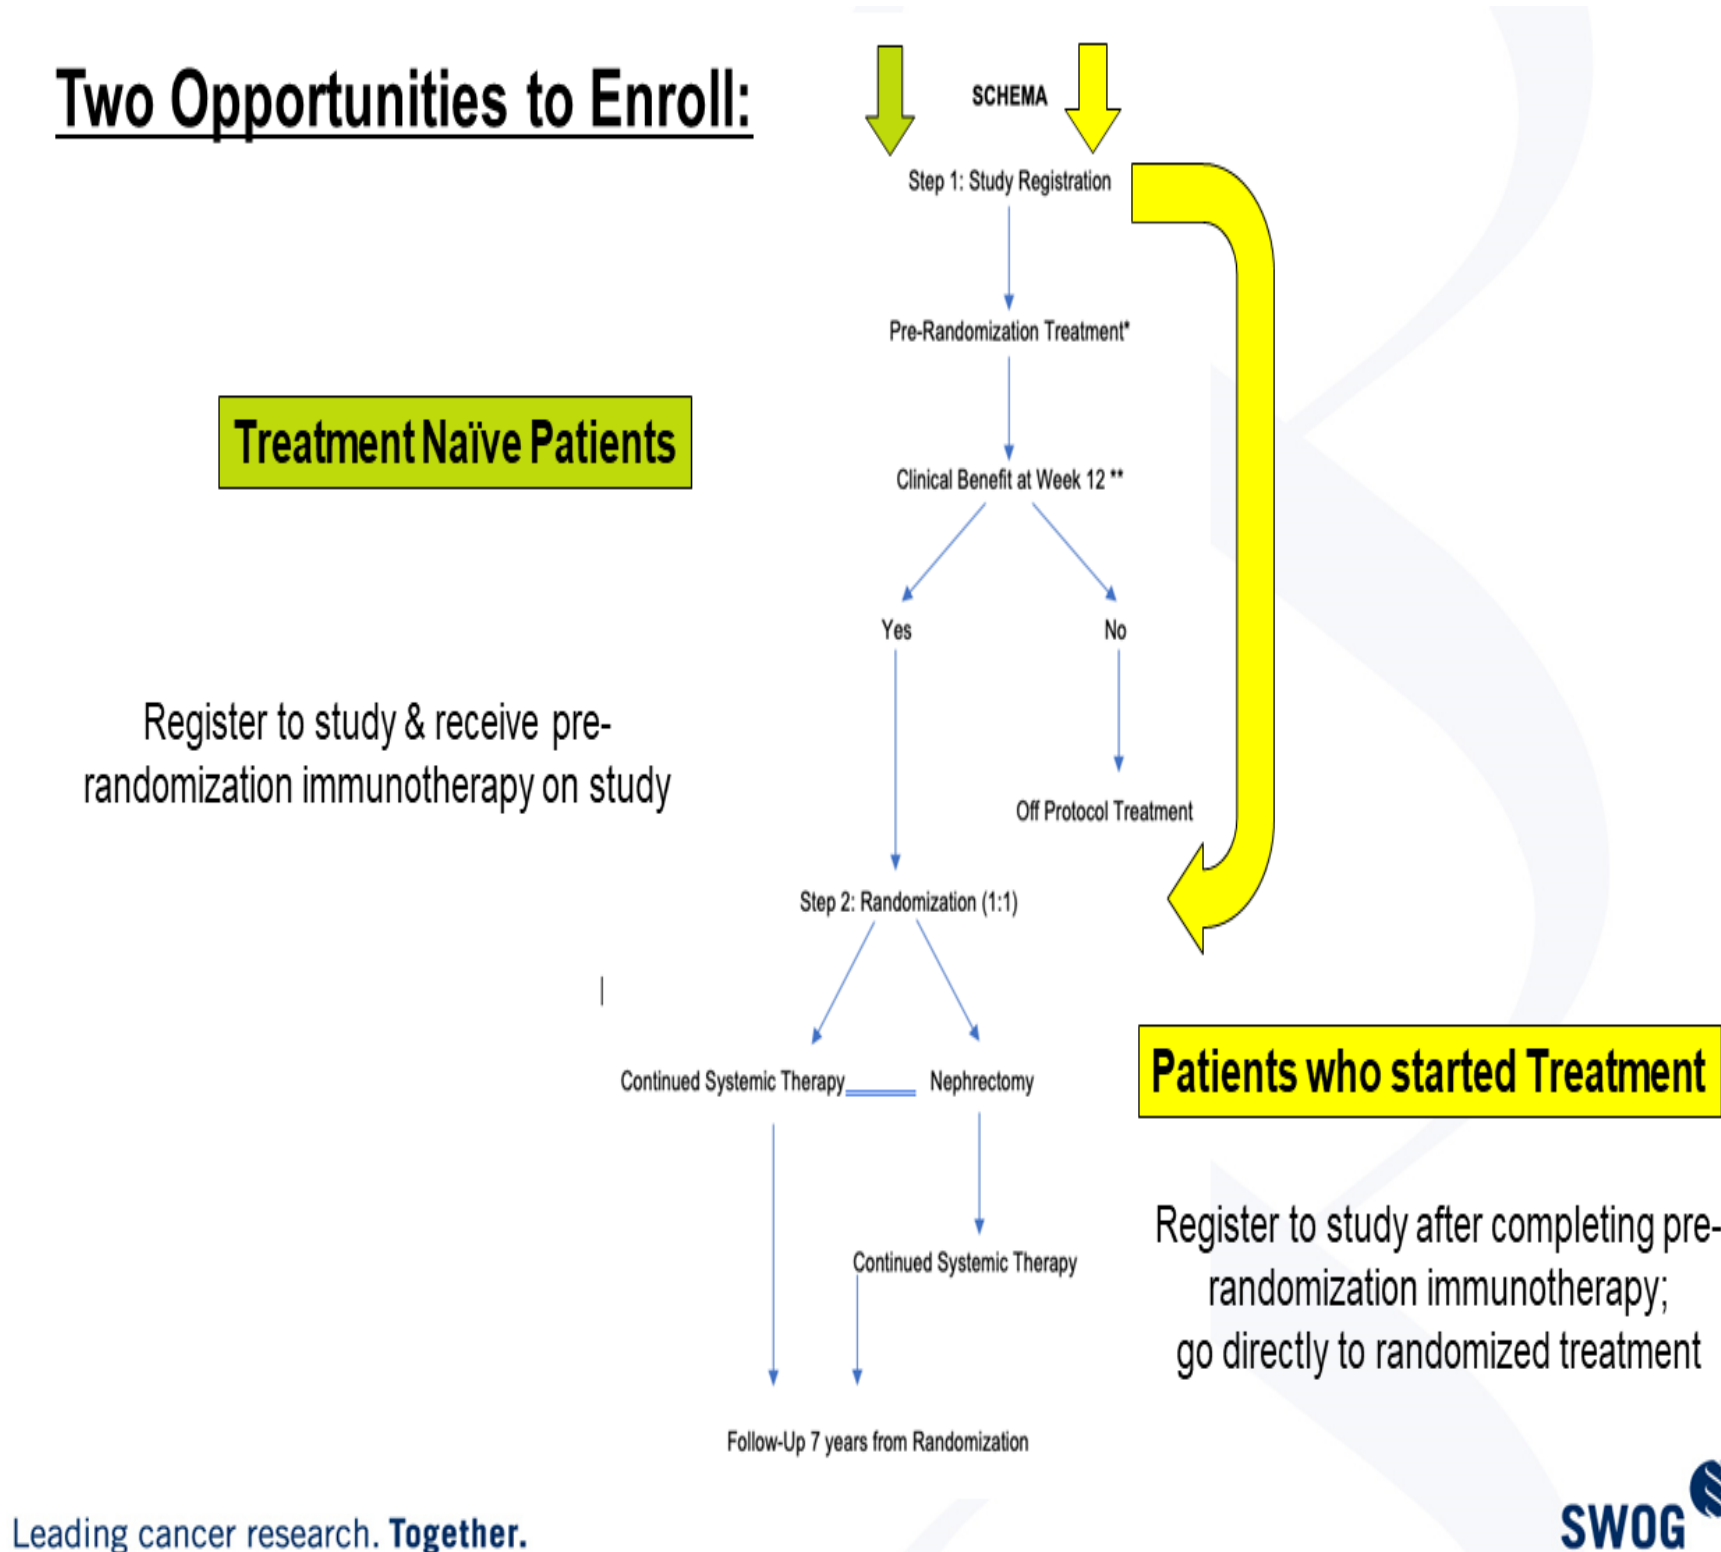 Two Opportunities to Enroll:
SCHEMA
Step 1: Study Registration
Pre-Randomization Treatment*
Treatment Naïve Patients
Clinical Benefit at Week 12 **
Yes
No
Register to study & receive pre-
randomization immunotherapy on study
Off Protocol Treatment
Step 2: Randomization (1:1)
Continued Systemic Therapy
Nephrectomy
Patients who started Treatment
Register to study after completing pre-
randomization immunotherapy;
go directly to randomized treatment
Continued Systemic Therapy
Follow-Up 7 years from Randomization
Leading cancer research. Together.
SWOG